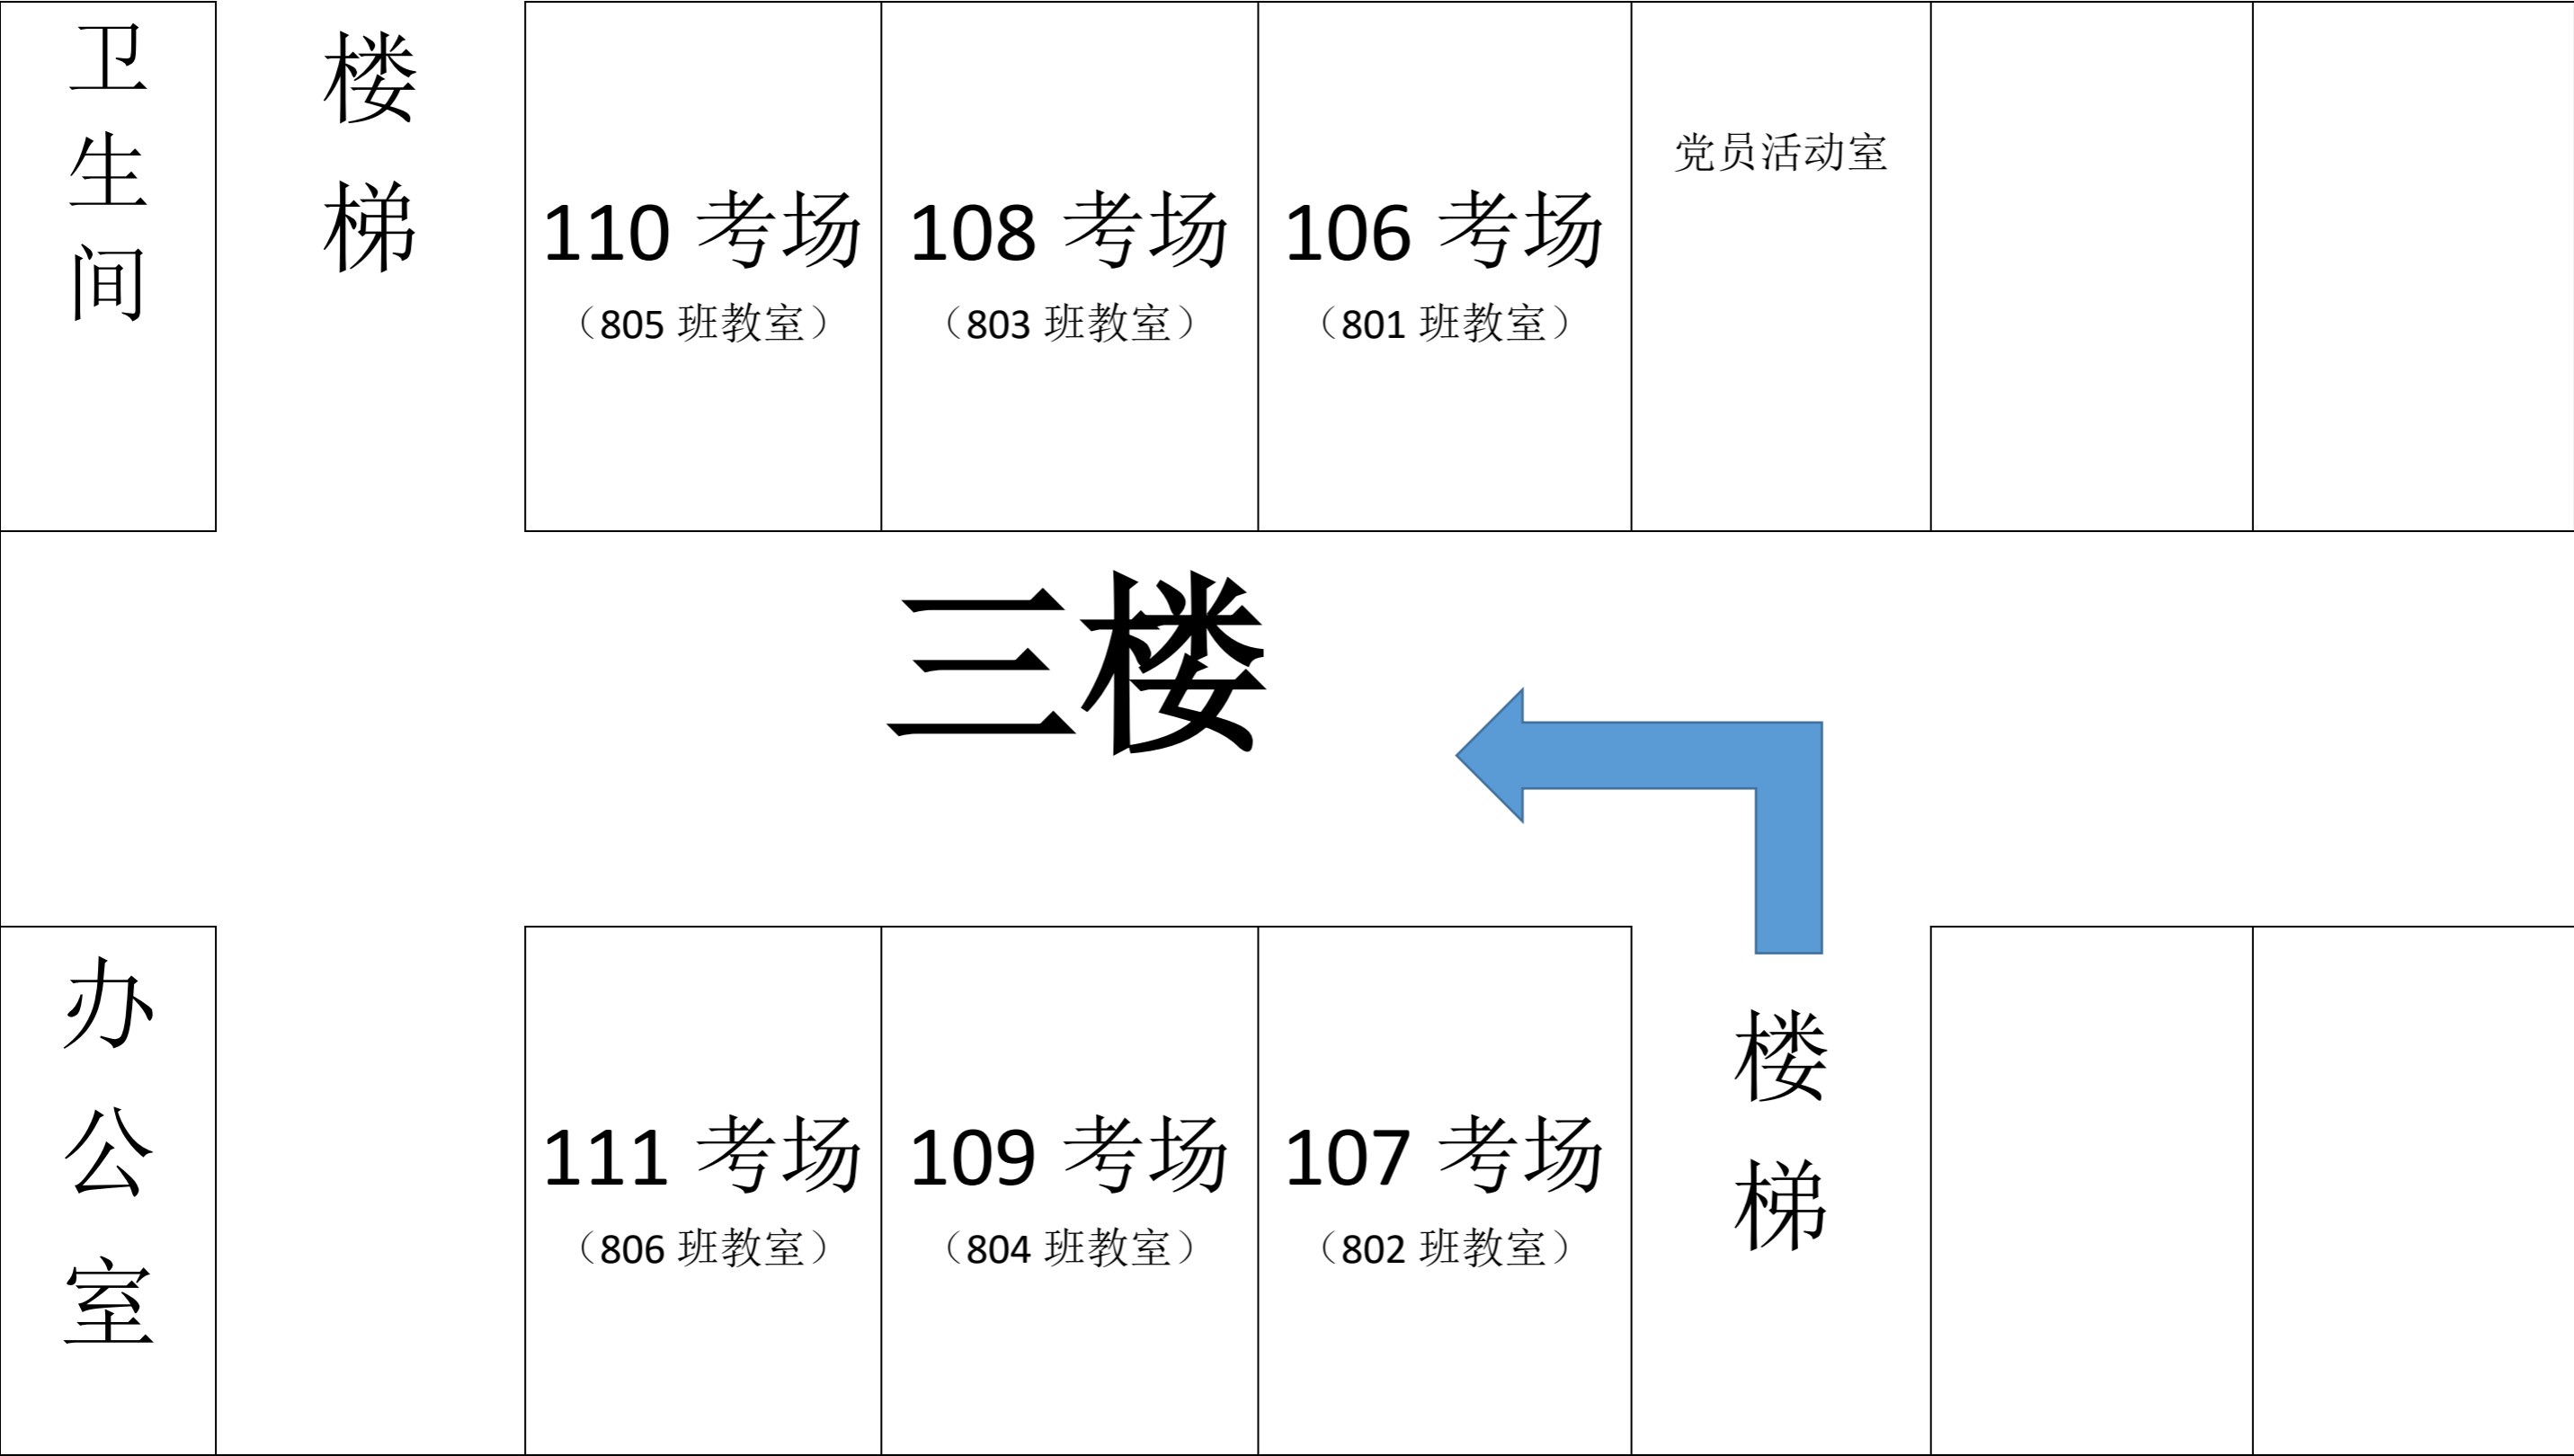 卫生间
楼梯
110 考场
（805 班教室）
108 考场
（803 班教室）
106 考场
（801 班教室）
党员活动室
三楼
办公室
111 考场
（806 班教室）
109 考场
（804 班教室）
107 考场
（802 班教室）
楼梯